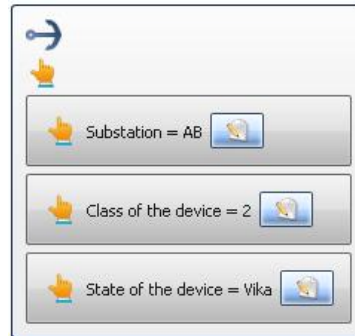 Substation = AB
Class of the device = 2
State of the device = Vika